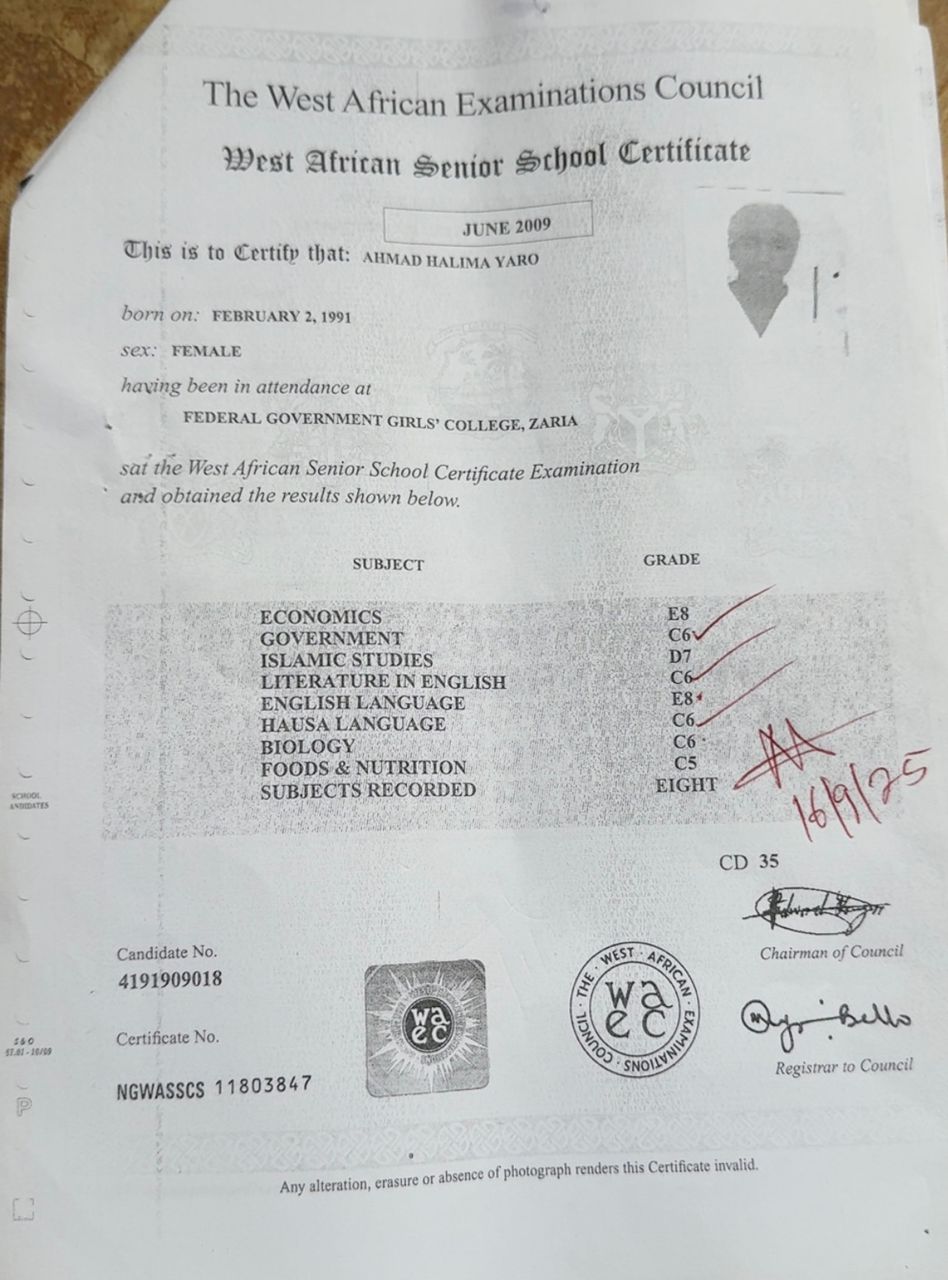 The West African Examinations Council
West African Senior School Certificate
JUNE 2009
This is to Certify that: AHMAD HALIMA YARO
born on: FEBRUARY 2, 1991
sex: FEMALE
having been in attendance at
FEDERAL GOVERNMENT GIRLS' COLLEGE, ZARIA
sat the West African Senior School Certificate Examination
and obtained the results shown below.
SUBJECT GRADE
ECONOMICS E8
GOVERNMENT C6
ISLAMIC STUDIES D7
LITERATURE IN ENGLISH C6
ENGLISH LANGUAGE E8
HAUSA LANGUAGE C6
BIOLOGY C6
FOODS & NUTRITION C5
SUBJECTS RECORDED EIGHT
16/9/25
SCHOOL
ANDIDATES
CD 35
Chairman of Council
Candidate No.
4191909018
waec
THE · WEST · AFRICAN · EXAMINATIONS · COUNCIL ·
waec
Bello
Registrar to Council
Certificate No.
NGWASSCS 11803847
P
Any alteration, erasure or absence of photograph renders this Certificate invalid.